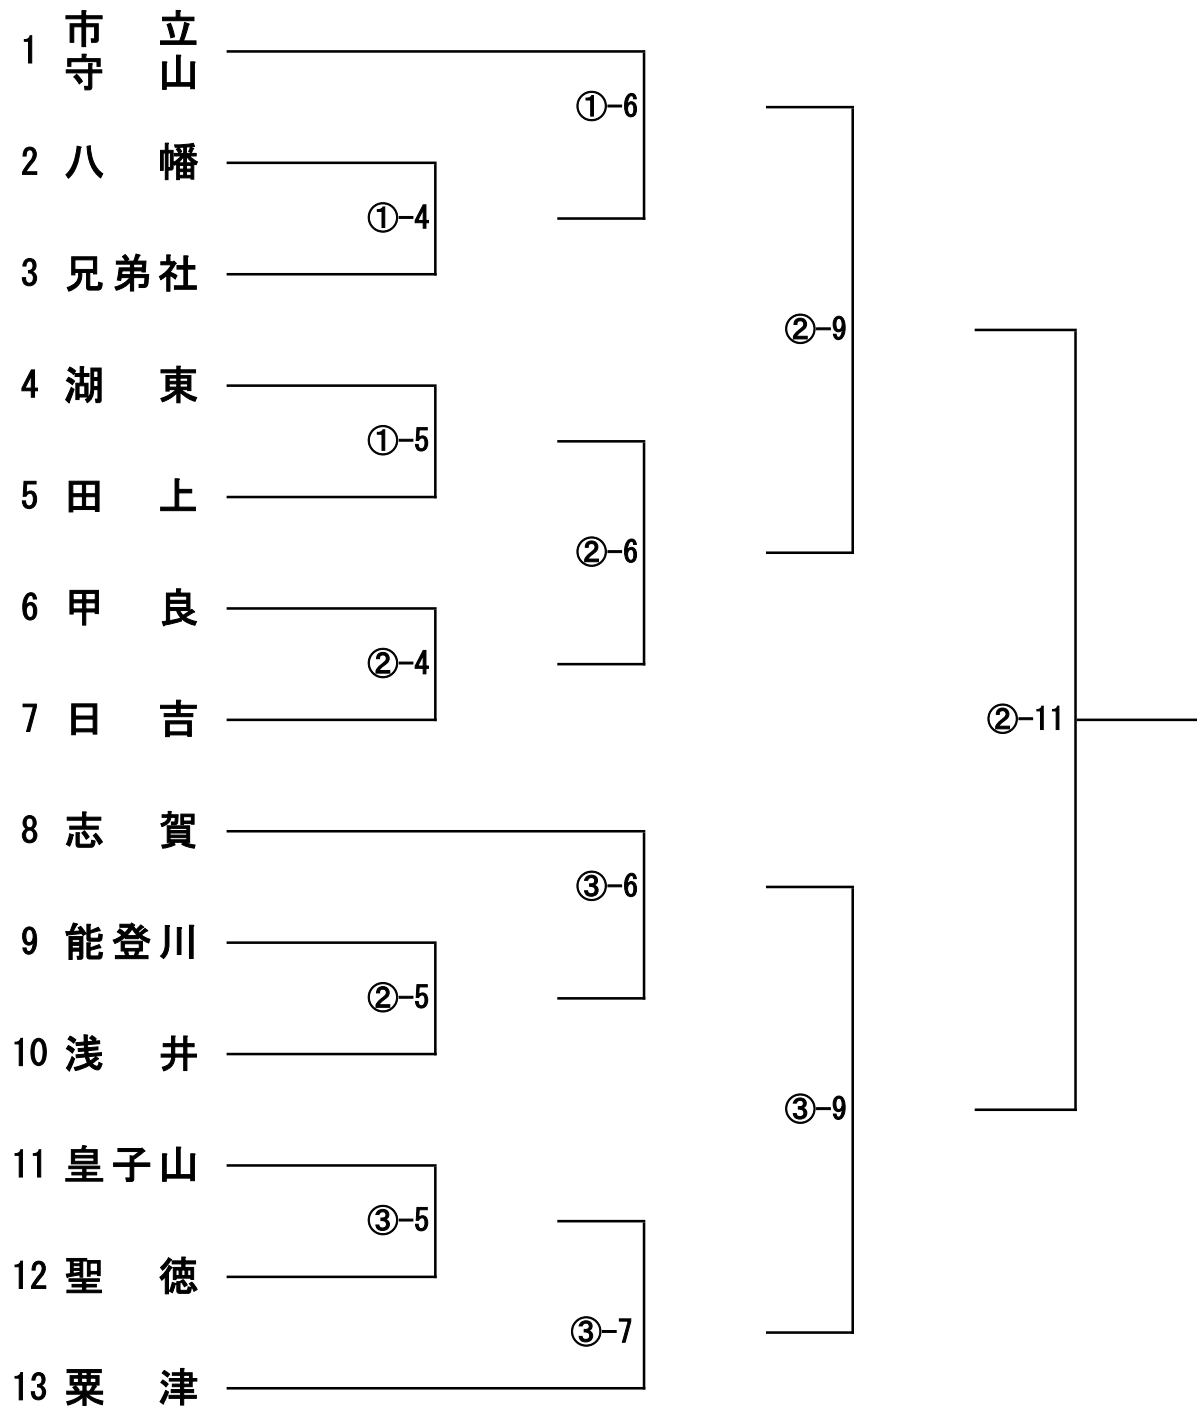 1 市立守山
①-6
2 八幡
①-4
3 兄弟社
②-9
4 湖東
①-5
5 田上
②-6
6 甲良
②-4
7 日吉
②-11
8 志賀
③-6
9 能登川
②-5
10 浅井
③-9
11 皇子山
③-5
12 聖徳
③-7
13 粟津